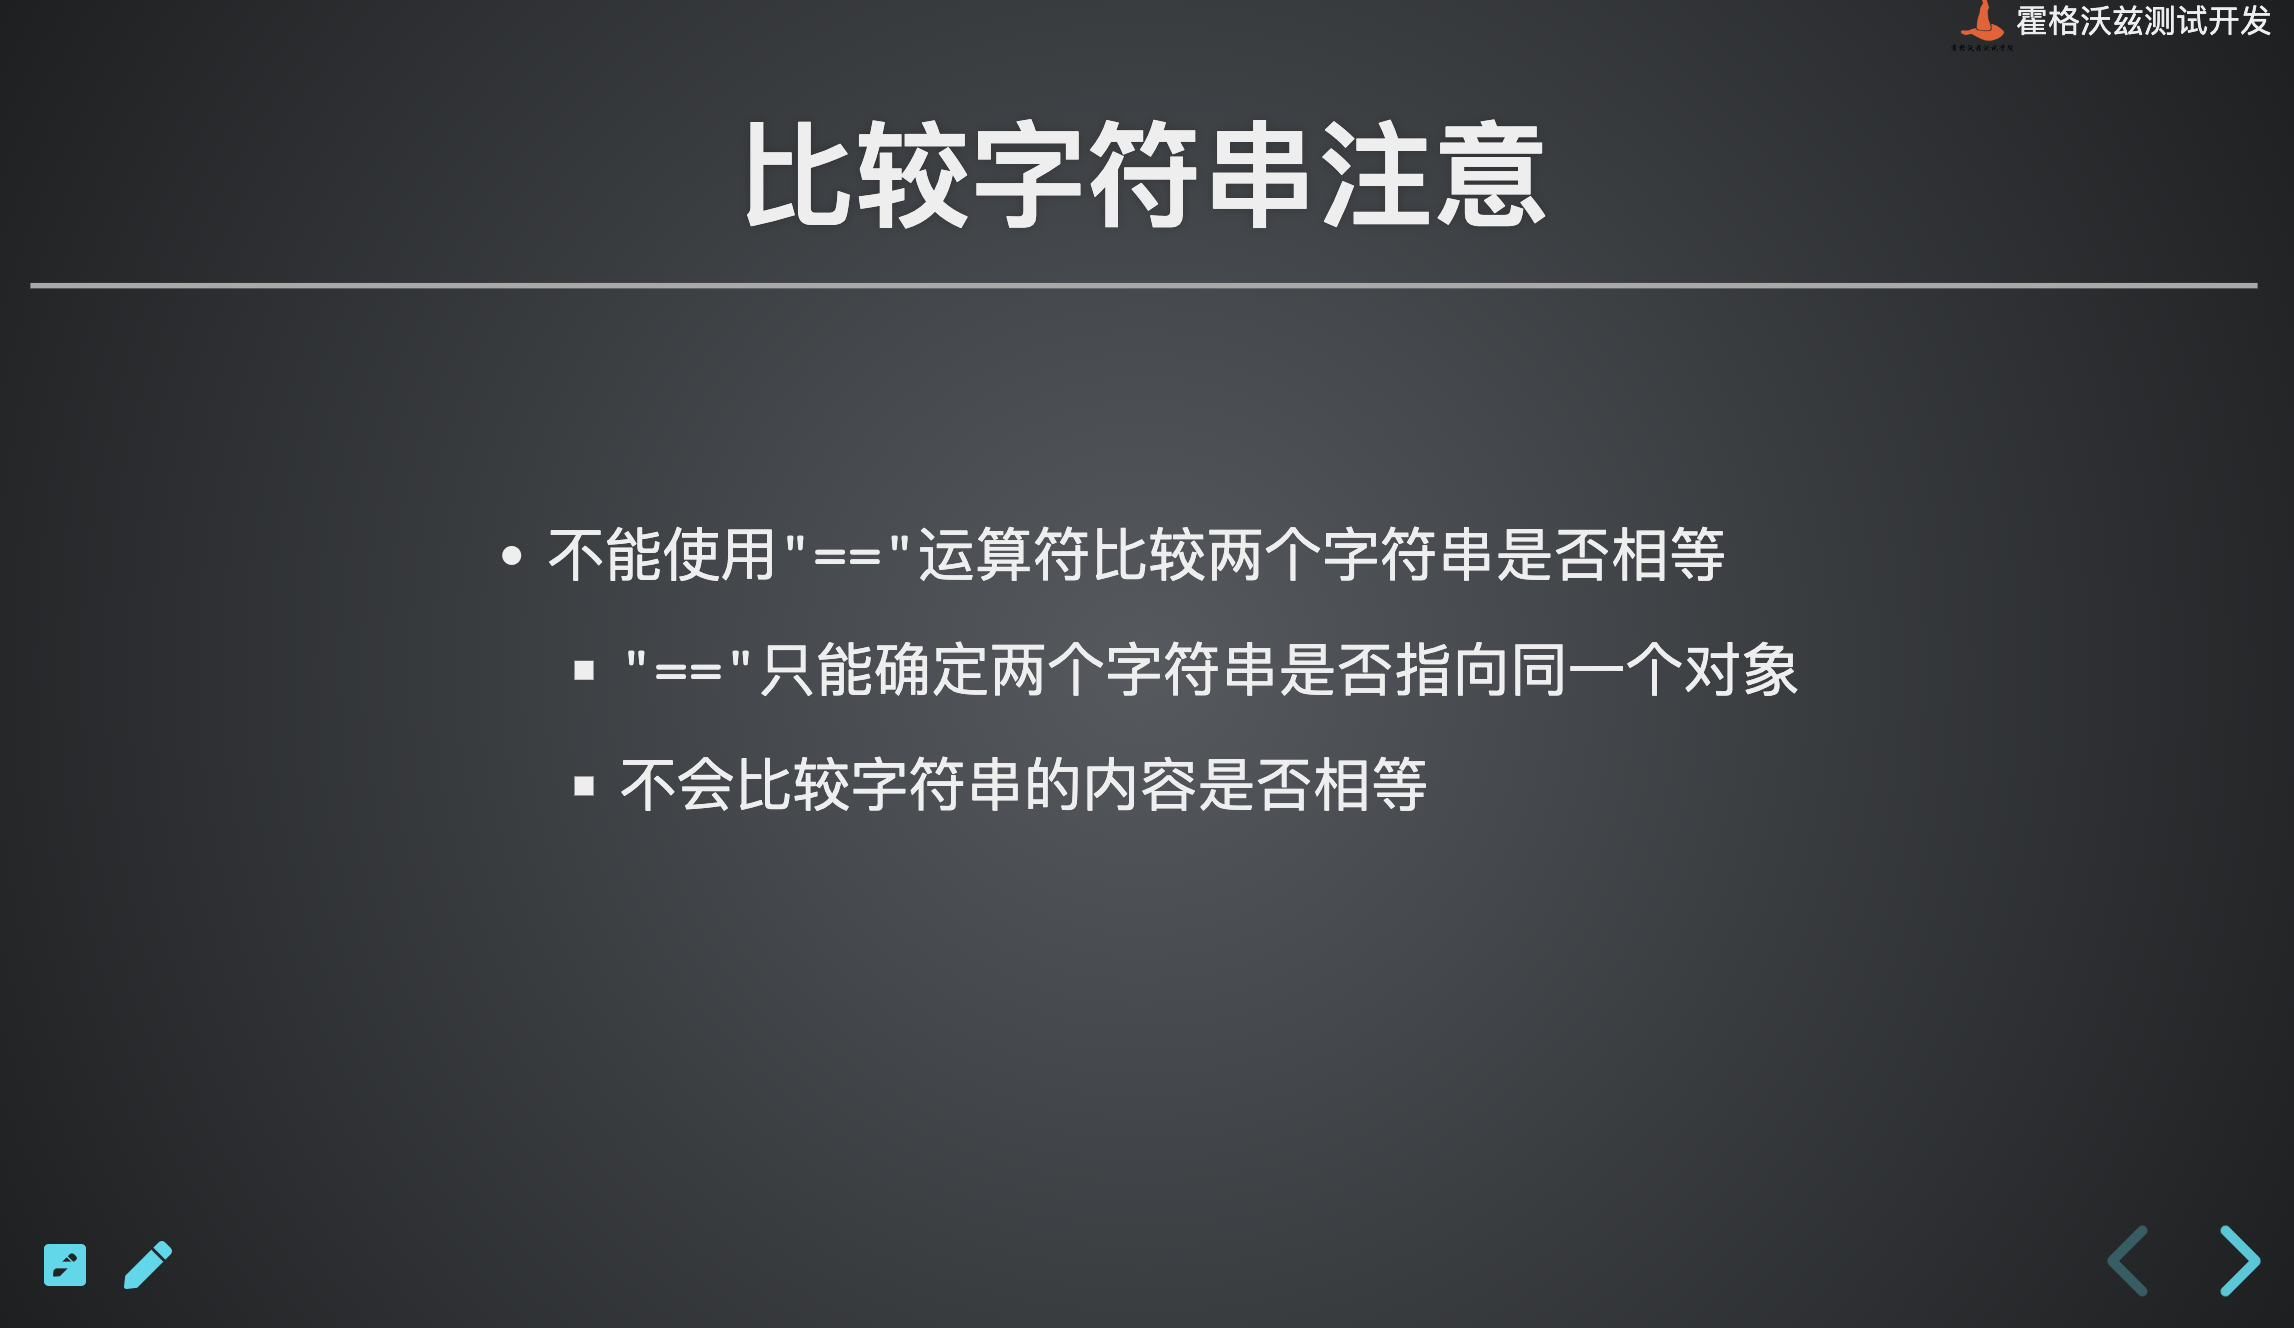 霍格沃兹测试开发
比较字符串注意
不能使用"=="运算符比较两个字符串是否相等
"=="只能确定两个字符串是否指向同一个对象
不会比较字符串的内容是否相等